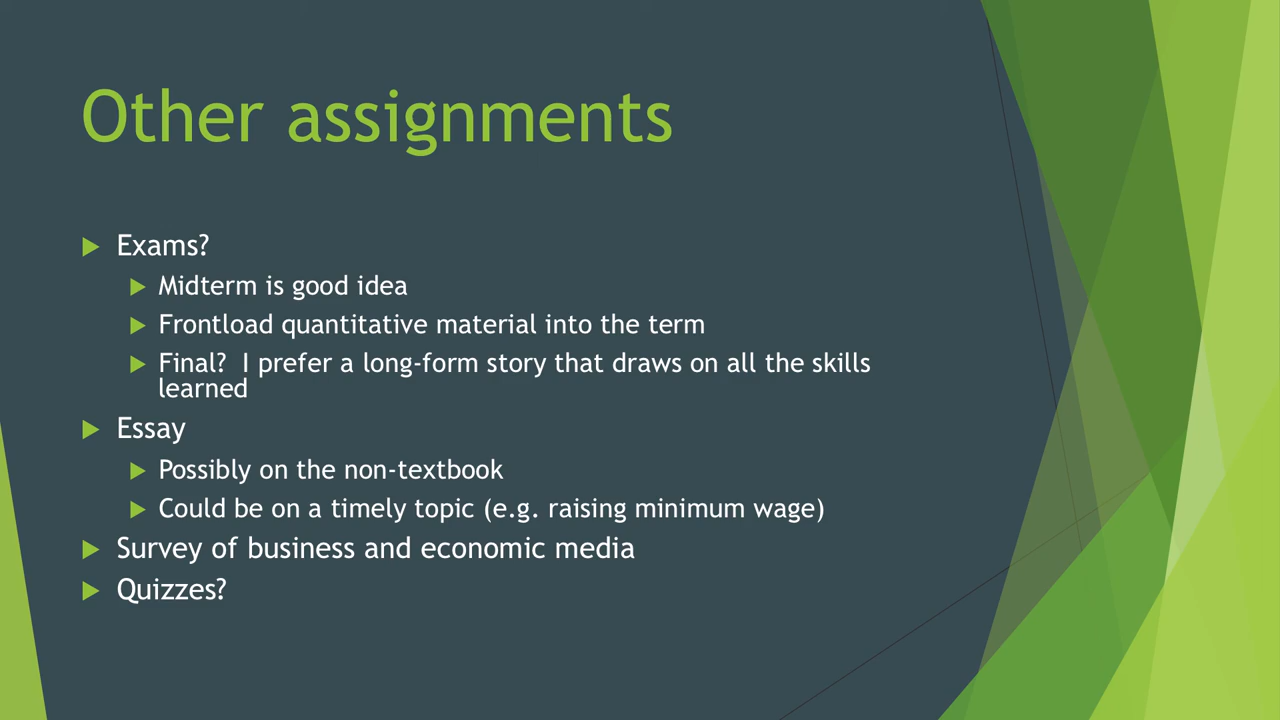 Other assignments
Exams?
Midterm is good idea
Frontload quantitative material into the term
Final?  I prefer a long-form story that draws on all the skills
learned
Essay
Possibly on the non-textbook
Could be on a timely topic (e.g. raising minimum wage)
Survey of business and economic media
Quizzes?